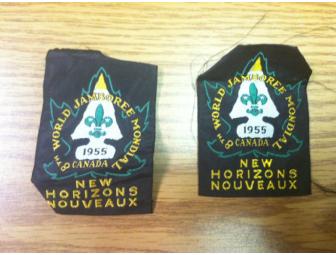 8TH WORLD JAMBOREE MONDIAL
1955
CANADA
NEW
HORIZONS
NOUVEAUX
8TH WORLD JAMBOREE MONDIAL
1955
CANADA
NEW
HORIZONS
NOUVEAUX